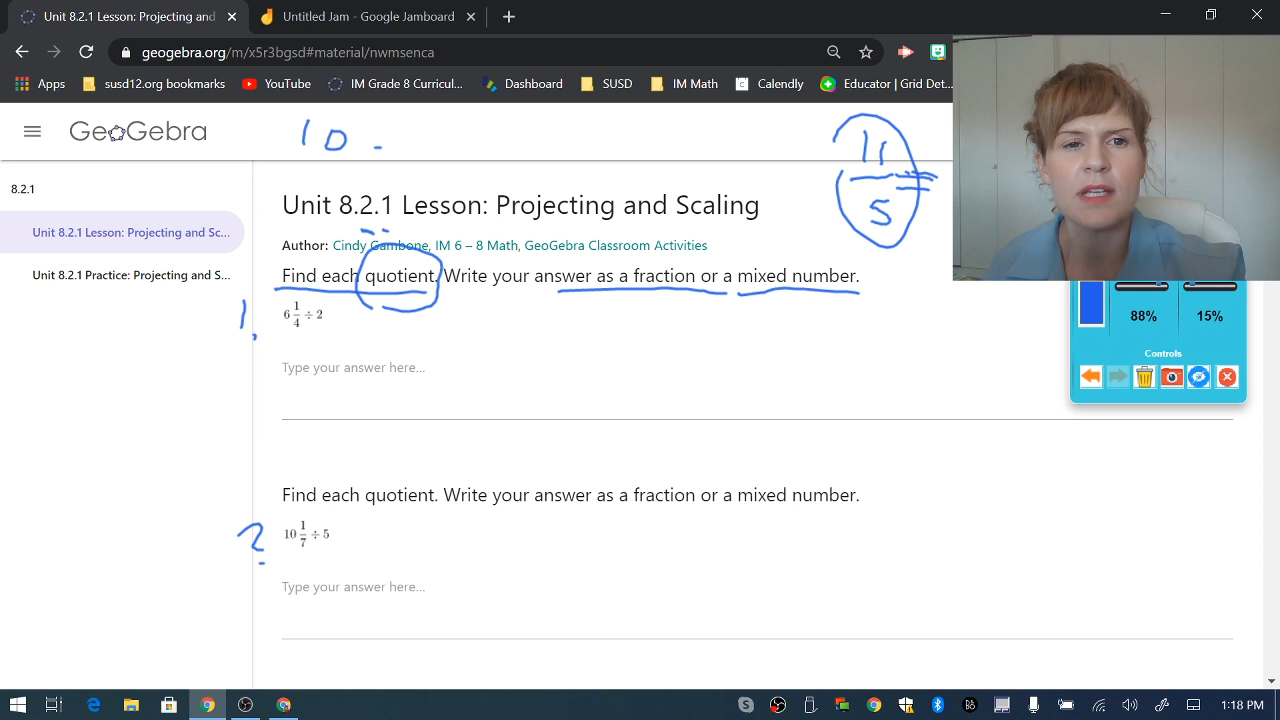 Unit 8.2.1 Lesson: Projecting and
Untitled Jam - Google Jamboard
geogebra.org/m/x5r3bgsd#material/nwmsenca
Apps
susd12.org bookmarks
YouTube
IM Grade 8 Curricul...
Dashboard
SUSD
IM Math
Calendly
Educator | Grid Det...
GeoGebra
10.
11
5
8.2.1
Unit 8.2.1 Lesson: Projecting and Sc...
Unit 8.2.1 Practice: Projecting and S...
Unit 8.2.1 Lesson: Projecting and Scaling
Author: Cindy Gambone, IM 6 – 8 Math, GeoGebra Classroom Activities
Find each quotient. Write your answer as a fraction or a mixed number.
1.
6 1/4 ÷ 2
Type your answer here...
Find each quotient. Write your answer as a fraction or a mixed number.
2.
10 1/7 ÷ 5
Type your answer here...
88%
15%
Controls
1:18 PM